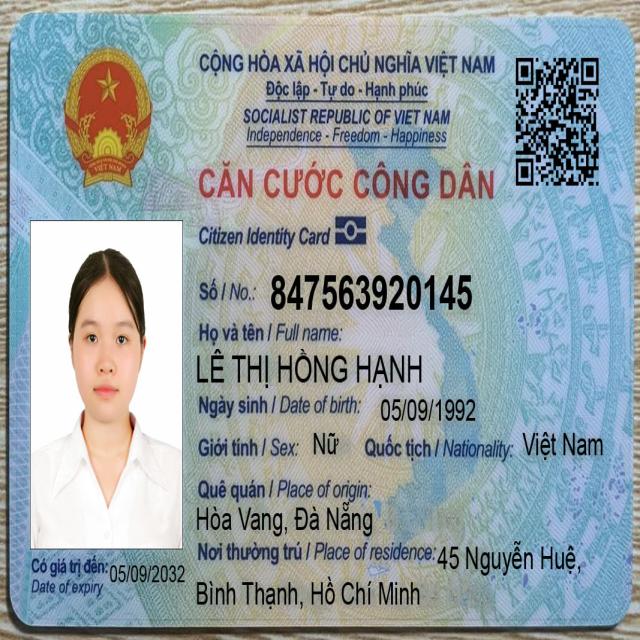 CỘNG HÒA XÃ HỘI CHỦ NGHĨA VIỆT NAM
Độc lập - Tự do - Hạnh phúc
SOCIALIST REPUBLIC OF VIET NAM
Independence - Freedom - Happiness
CĂN CƯỚC CÔNG DÂN
Citizen Identity Card
Số / No.: 847563920145
Họ và tên / Full name:
LÊ THỊ HỒNG HẠNH
Ngày sinh / Date of birth: 05/09/1992
Giới tính / Sex: Nữ Quốc tịch / Nationality: Việt Nam
Quê quán / Place of origin:
Hòa Vang, Đà Nẵng
Nơi thường trú / Place of residence: 45 Nguyễn Huệ,
Bình Thạnh, Hồ Chí Minh
Có giá trị đến: 05/09/2032
Date of expiry
VIỆT NAM